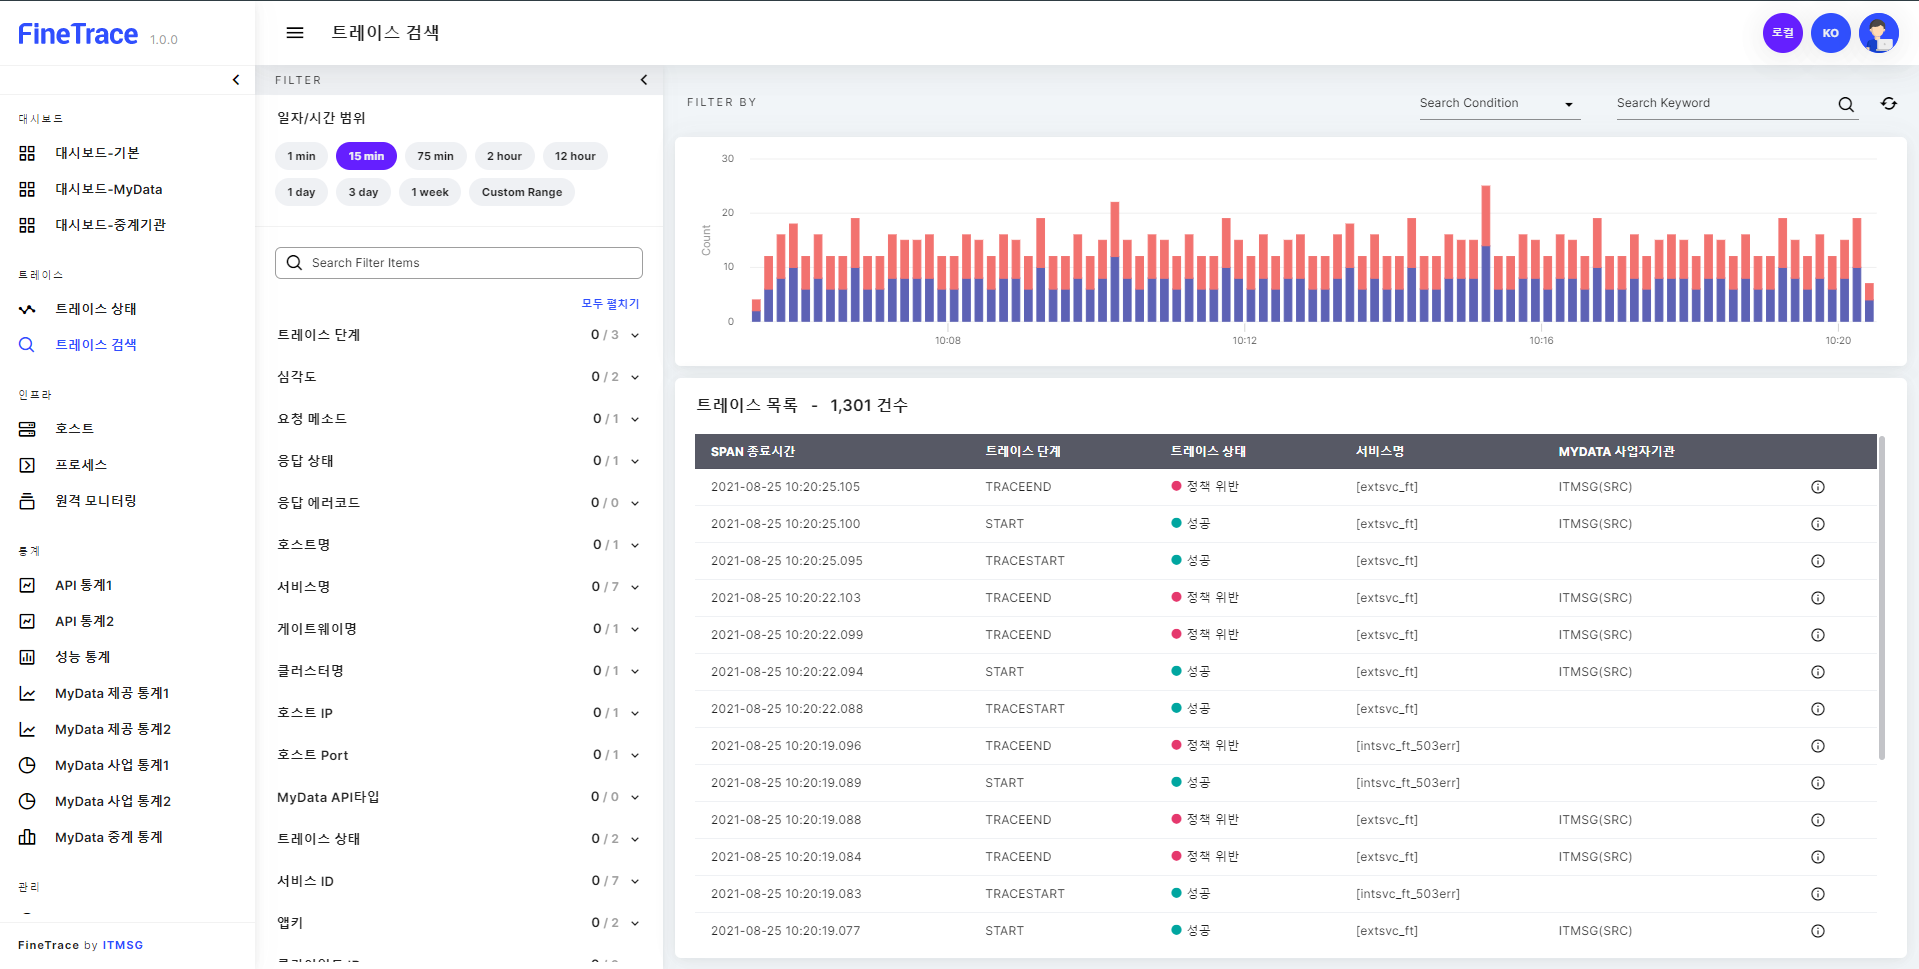 FineTrace 1.0.0
트레이스 검색
로컬
KO
대시보드
대시보드-기본
대시보드-MyData
대시보드-중계기관
트레이스
트레이스 상태
트레이스 검색
인프라
호스트
프로세스
원격 모니터링
통계
API 통계1
API 통계2
성능 통계
MyData 제공 통계1
MyData 제공 통계2
MyData 사업 통계1
MyData 사업 통계2
MyData 중계 통계
관리
FineTrace by ITMSG
FILTER
일자/시간 범위
1 min 15 min 75 min 2 hour 12 hour
1 day 3 day 1 week Custom Range
Search Filter Items
모두 펼치기
트레이스 단계 0 / 3
심각도 0 / 2
요청 메소드 0 / 1
응답 상태 0 / 1
응답 에러코드 0 / 0
호스트명 0 / 1
서비스명 0 / 7
게이트웨이명 0 / 1
클러스터명 0 / 1
호스트 IP 0 / 1
호스트 Port 0 / 1
MyData API타입 0 / 0
트레이스 상태 0 / 2
서비스 ID 0 / 7
앱키 0 / 2
FILTER BY
Search Condition
Search Keyword
Count
30
20
10
0
10:08 10:12 10:16 10:20
트레이스 목록 - 1,301 건수
SPAN 종료시간 트레이스 단계 트레이스 상태 서비스명 MYDATA 사업자기관
2021-08-25 10:20:25.105 TRACEEND 정책 위반 [extsvc_ft] ITMSG(SRC)
2021-08-25 10:20:25.100 START 성공 [extsvc_ft] ITMSG(SRC)
2021-08-25 10:20:25.095 TRACESTART 성공 [extsvc_ft]
2021-08-25 10:20:22.103 TRACEEND 정책 위반 [extsvc_ft] ITMSG(SRC)
2021-08-25 10:20:22.099 TRACEEND 정책 위반 [extsvc_ft] ITMSG(SRC)
2021-08-25 10:20:22.094 START 성공 [extsvc_ft] ITMSG(SRC)
2021-08-25 10:20:22.088 TRACESTART 성공 [extsvc_ft]
2021-08-25 10:20:19.096 TRACEEND 정책 위반 [intsvc_ft_503err]
2021-08-25 10:20:19.089 START 성공 [intsvc_ft_503err]
2021-08-25 10:20:19.088 TRACEEND 정책 위반 [extsvc_ft] ITMSG(SRC)
2021-08-25 10:20:19.084 TRACEEND 정책 위반 [extsvc_ft] ITMSG(SRC)
2021-08-25 10:20:19.083 TRACESTART 성공 [intsvc_ft_503err]
2021-08-25 10:20:19.077 START 성공 [extsvc_ft] ITMSG(SRC)